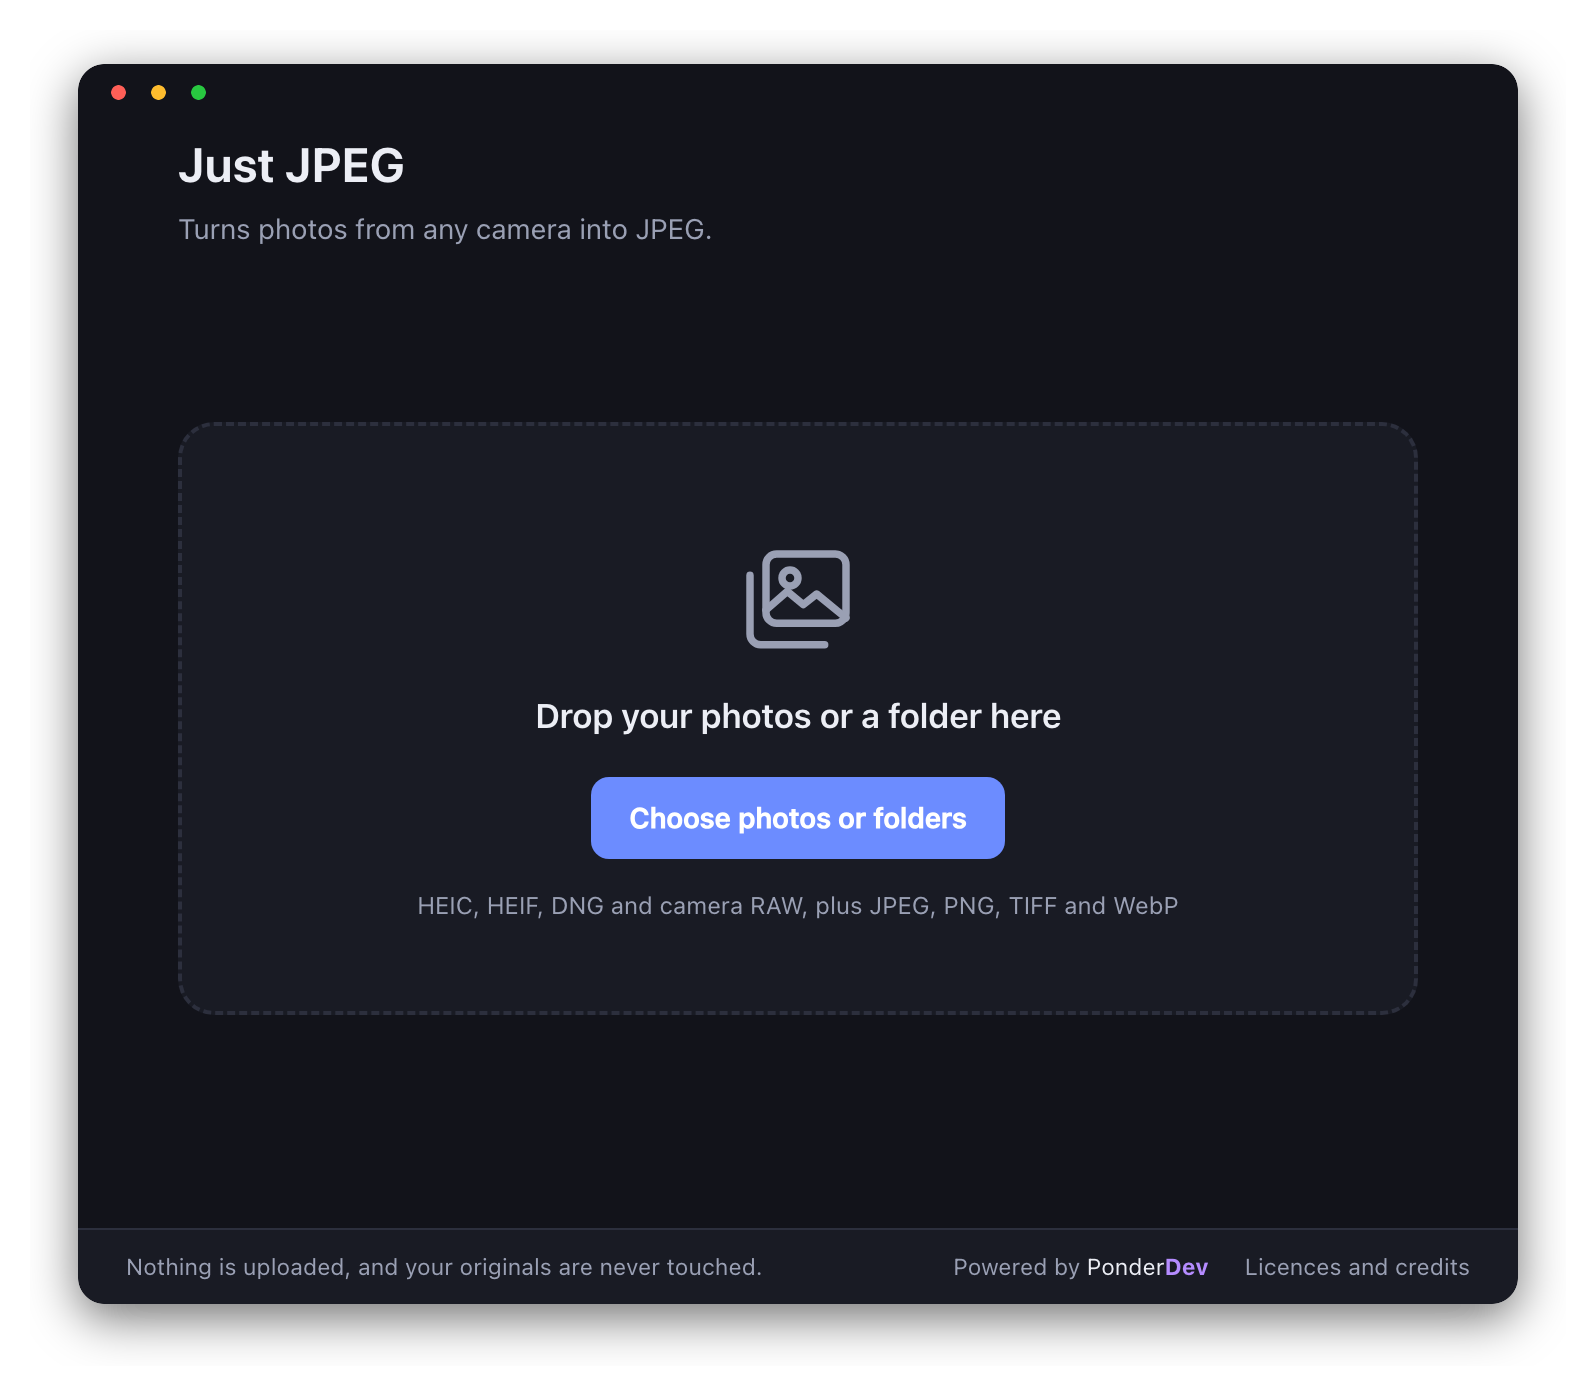 Just JPEG
Turns photos from any camera into JPEG.
Drop your photos or a folder here
Choose photos or folders
HEIC, HEIF, DNG and camera RAW, plus JPEG, PNG, TIFF and WebP
Nothing is uploaded, and your originals are never touched.
Powered by PonderDev
Licences and credits